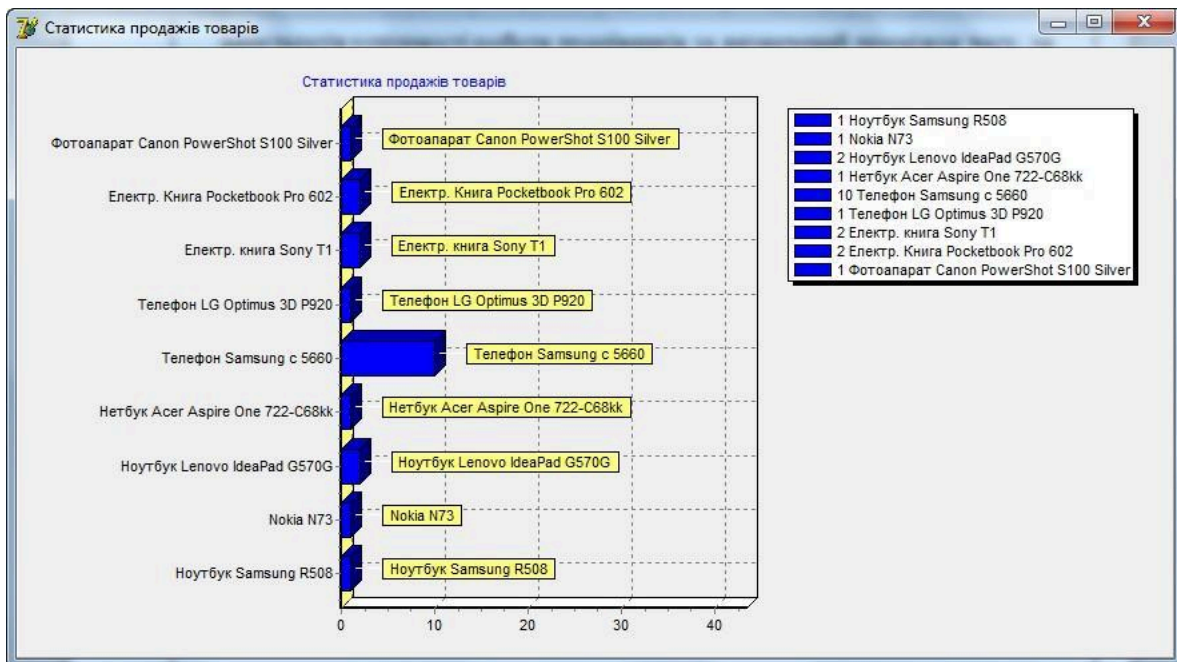 Статистика продажів товарів
Статистика продажів товарів
Фотоапарат Canon PowerShot S100 Silver
Фотоапарат Canon PowerShot S100 Silver
Електр. Книга Pocketbook Pro 602
Електр. Книга Pocketbook Pro 602
Електр. книга Sony T1
Електр. книга Sony T1
Телефон LG Optimus 3D P920
Телефон LG Optimus 3D P920
Телефон Samsung c 5660
Телефон Samsung c 5660
Нетбук Acer Aspire One 722-C68kk
Нетбук Acer Aspire One 722-C68kk
Ноутбук Lenovo IdeaPad G570G
Ноутбук Lenovo IdeaPad G570G
Nokia N73
Nokia N73
Ноутбук Samsung R508
Ноутбук Samsung R508
0 10 20 30 40
1 Ноутбук Samsung R508
1 Nokia N73
2 Ноутбук Lenovo IdeaPad G570G
1 Нетбук Acer Aspire One 722-C68kk
10 Телефон Samsung c 5660
1 Телефон LG Optimus 3D P920
2 Електр. книга Sony T1
2 Електр. Книга Pocketbook Pro 602
1 Фотоапарат Canon PowerShot S100 Silver